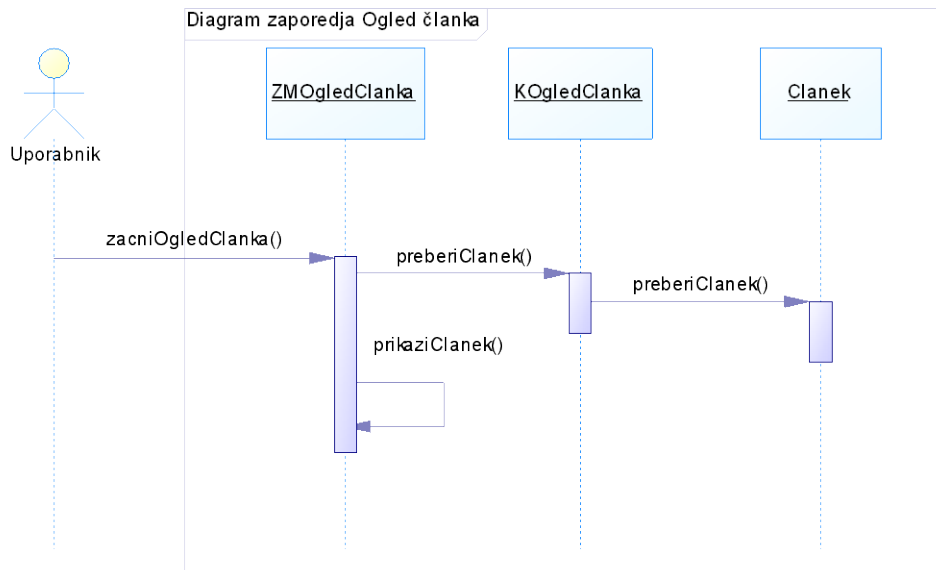 Diagram zaporedja Ogled članka
ZMOgledClanka
KOgledClanka
Clanek
Uporabnik
zacniOgledClanka()
preberiClanek()
preberiClanek()
prikaziClanek()